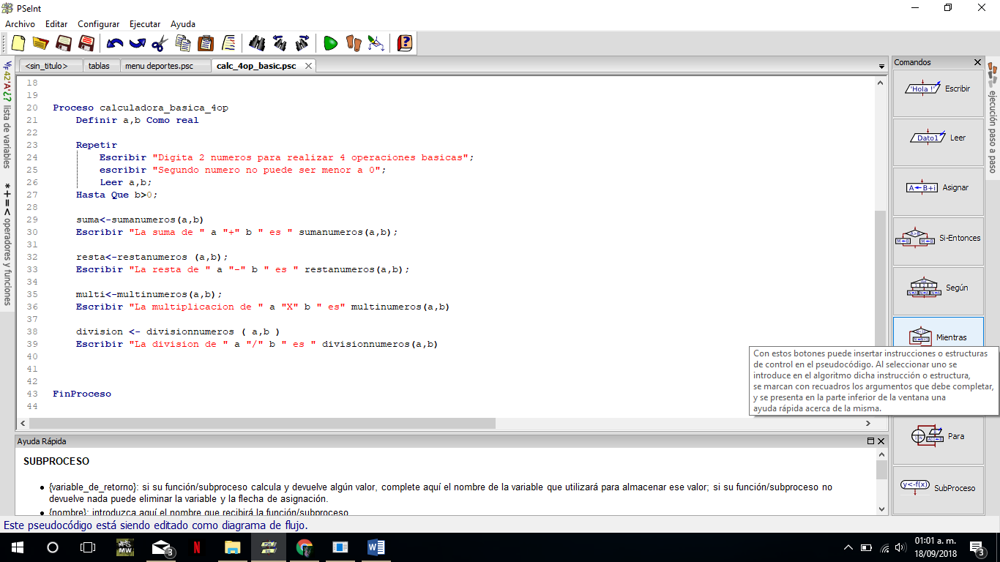 PSeInt
Archivo Editar Configurar Ejecutar Ayuda
<sin_titulo> tablas menu deportes.psc calc_4op_basic.psc
lista de variables
operadores y funciones
18
19
20 Proceso calculadora_basica_4op
21 Definir a,b Como real
22
23 Repetir
24 Escribir "Digita 2 numeros para realizar 4 operaciones basicas";
25 escribir "Segundo numero no puede ser menor a 0";
26 Leer a,b;
27 Hasta Que b>0;
28
29 suma<-sumanumeros(a,b)
30 Escribir "La suma de " a "+" b " es " sumanumeros(a,b);
31
32 resta<-restanumeros (a,b);
33 Escribir "La resta de " a "-" b " es " restanumeros(a,b);
34
35 multi<-multinumeros(a,b);
36 Escribir "La multiplicacion de " a "X" b " es" multinumeros(a,b)
37
38 division <- divisionnumeros ( a,b )
39 Escribir "La division de " a "/" b " es " divisionnumeros(a,b)
40
41
42
43 FinProceso
44
Comandos
'Hola !' Escribir
Dato1 Leer
A←B+i Asignar
Si-Entonces
Según
Mientras
Con estos botones puede insertar instrucciones o estructuras
de control en el pseudocódigo. Al seleccionar uno se
introduce en el algoritmo dicha instrucción o estructura,
se marcan con recuadros los argumentos que debe completar,
y se presenta en la parte inferior de la ventana una
ayuda rápida acerca de la misma.
Para
y<-f(x) SubProceso
ejecución paso a paso
Ayuda Rápida
SUBPROCESO
• {variable_de_retorno}: si su función/subproceso calcula y devuelve algún valor, complete aquí el nombre de la variable que utilizará para almacenar ese valor; si su función/subproceso no
devuelve nada puede eliminar la variable y la flecha de asignación.
• {nombre}: introduzca aquí el nombre que recibirá la función/subproceso
Este pseudocódigo está siendo editado como diagrama de flujo.
MW
3
01:01 a. m.
18/09/2018
3